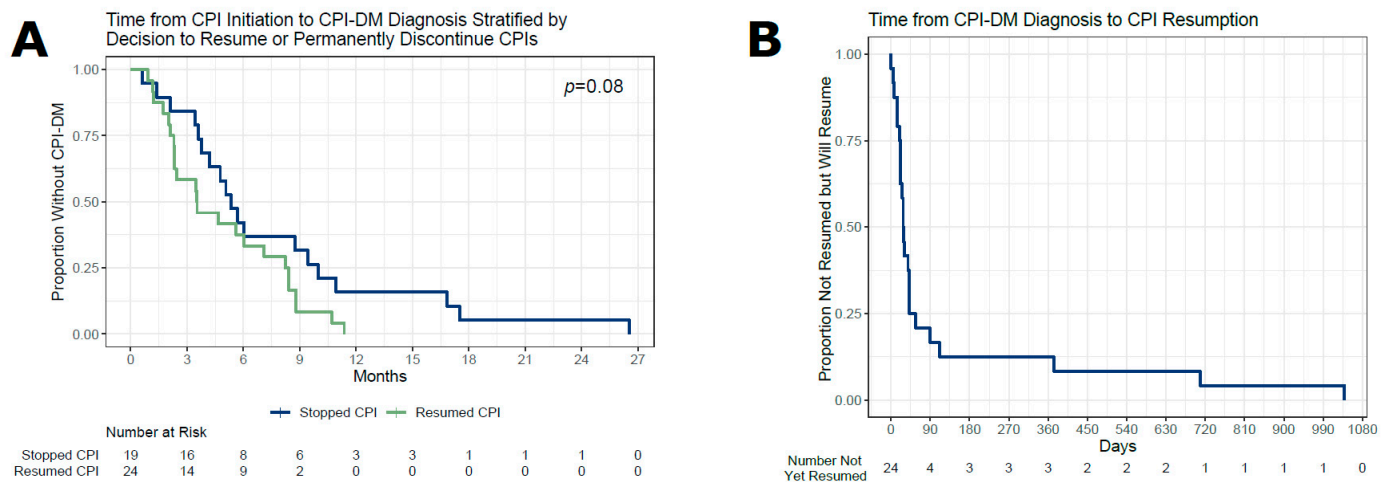 A
Time from CPI Initiation to CPI-DM Diagnosis Stratified by
Decision to Resume or Permanently Discontinue CPIs
p=0.08
Proportion Without CPI-DM
1.00
0.75
0.50
0.25
0.00
0 3 6 9 12 15 18 21 24 27
Months
Stopped CPI Resumed CPI
Number at Risk
Stopped CPI 19 16 8 6 3 3 1 1 1 0
Resumed CPI 24 14 9 2 0 0 0 0 0 0
B
Time from CPI-DM Diagnosis to CPI Resumption
Proportion Not Resumed but Will Resume
1.00
0.75
0.50
0.25
0.00
0 90 180 270 360 450 540 630 720 810 900 990 1080
Days
Number Not
Yet Resumed 24 4 3 3 3 2 2 2 1 1 1 1 0